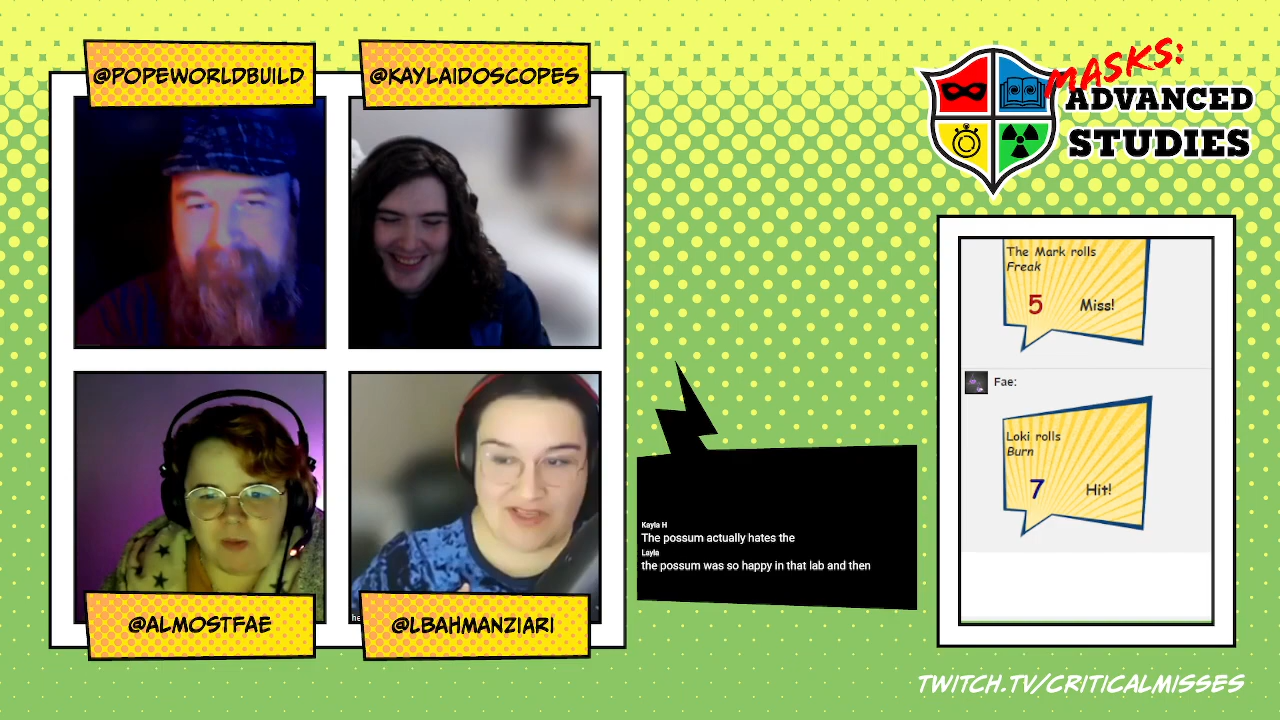 @POPEWORLDBUILD
@KAYLAIDOSCOPES
@ALMOSTFAE
@LBAHMANZIARI
Kayla H
The possum actually hates the
Layla
the possum was so happy in that lab and then
MASKS:
ADVANCED
STUDIES
The Mark rolls
Freak
5 Miss!
Fae:
Loki rolls
Burn
7 Hit!
TWITCH.TV/CRITICALMISSES